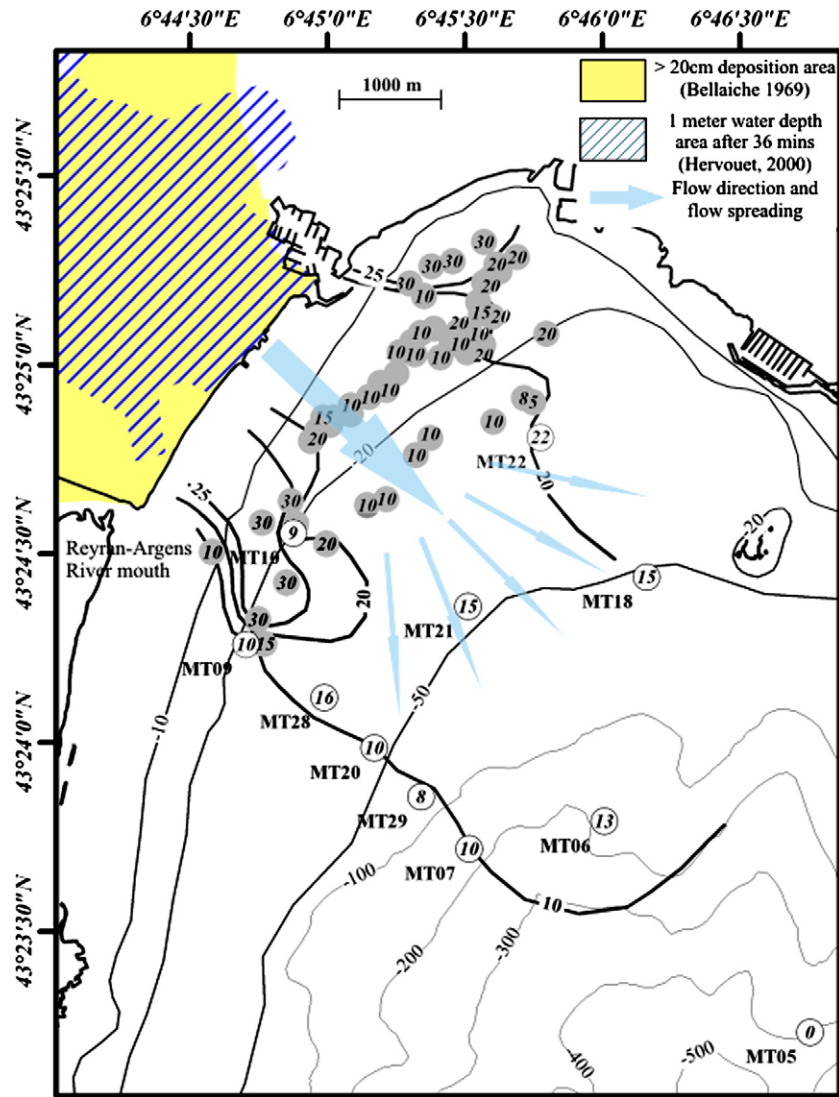 6°44'30"E 6°45'0"E 6°45'30"E 6°46'0"E 6°46'30"E
1000 m
> 20cm deposition area
(Bellaiche 1969)
1 meter water depth
area after 36 mins
(Hervouet, 2000)
Flow direction and
flow spreading
43°25'30"N
43°25'0"N
43°24'30"N
43°24'0"N
43°23'30"N
30
30 30 20 20
30 25 20
10
15 20
10 20 10
10 10 10 10 20
20
10 10 10
85
15 10
20 10 22
10 MT22
-20 20
30 10 10
25 30 9
20 -20
Reyran-Argens
River mouth
10 MT10
30
20
15 MT18
30 15 MT21
10 15
MT09
-50
-10
16
MT28
10
MT20
8
MT29
13
MT06
10
MT07
-100
10
-200
-300
0
MT05
-400
-500